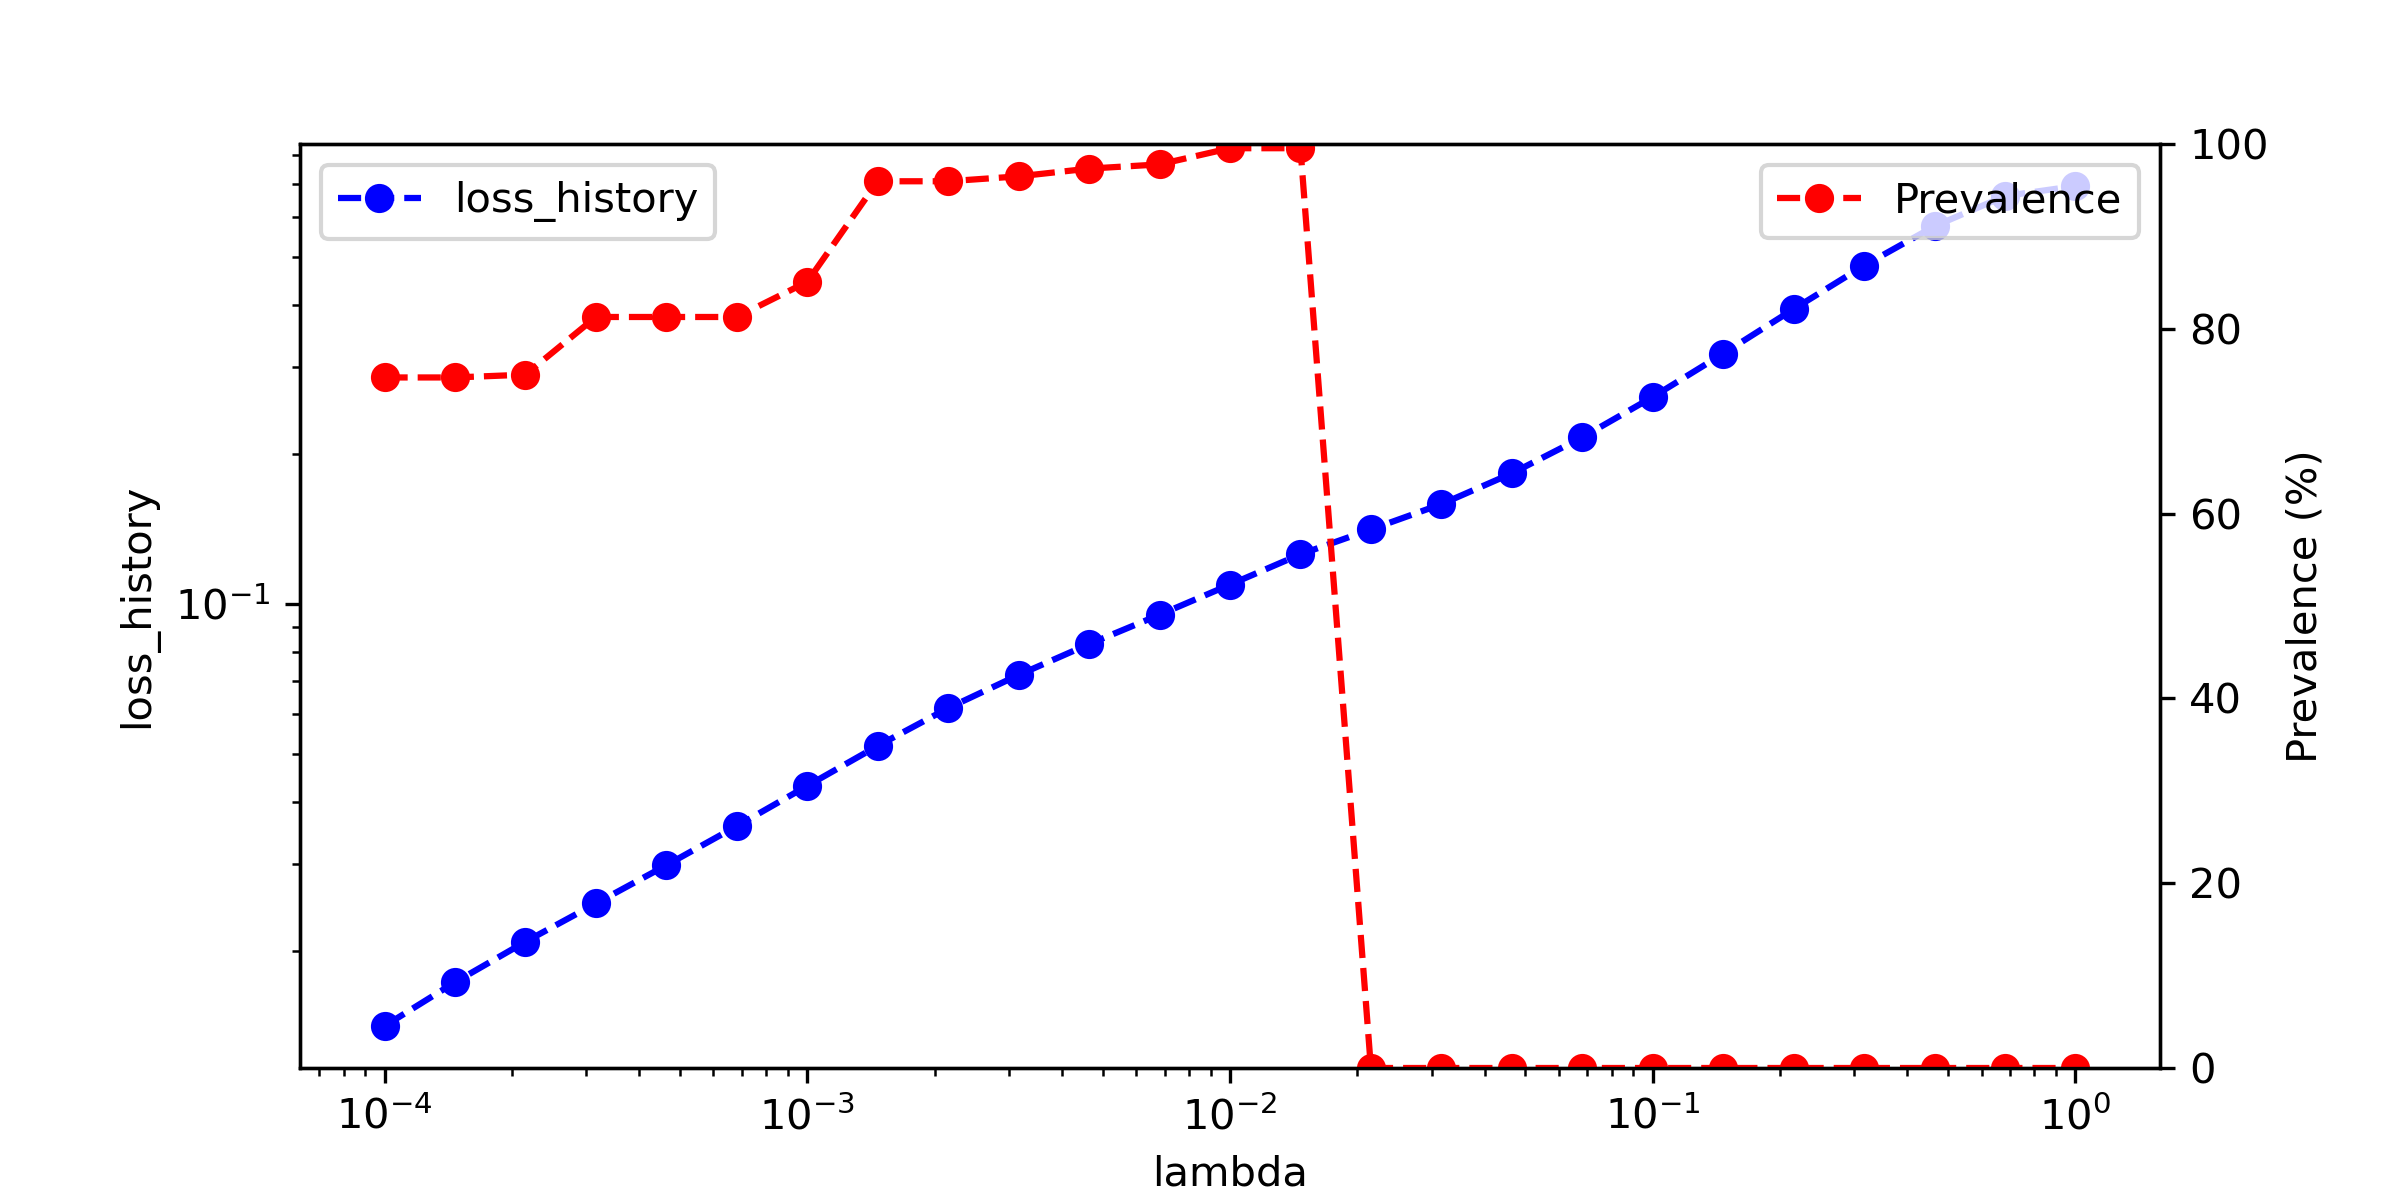 loss_history
Prevalence
100
80
60
40
20
0
10⁻¹
loss_history
Prevalence (%)
10⁻⁴ 10⁻³ 10⁻² 10⁻¹ 10⁰
lambda